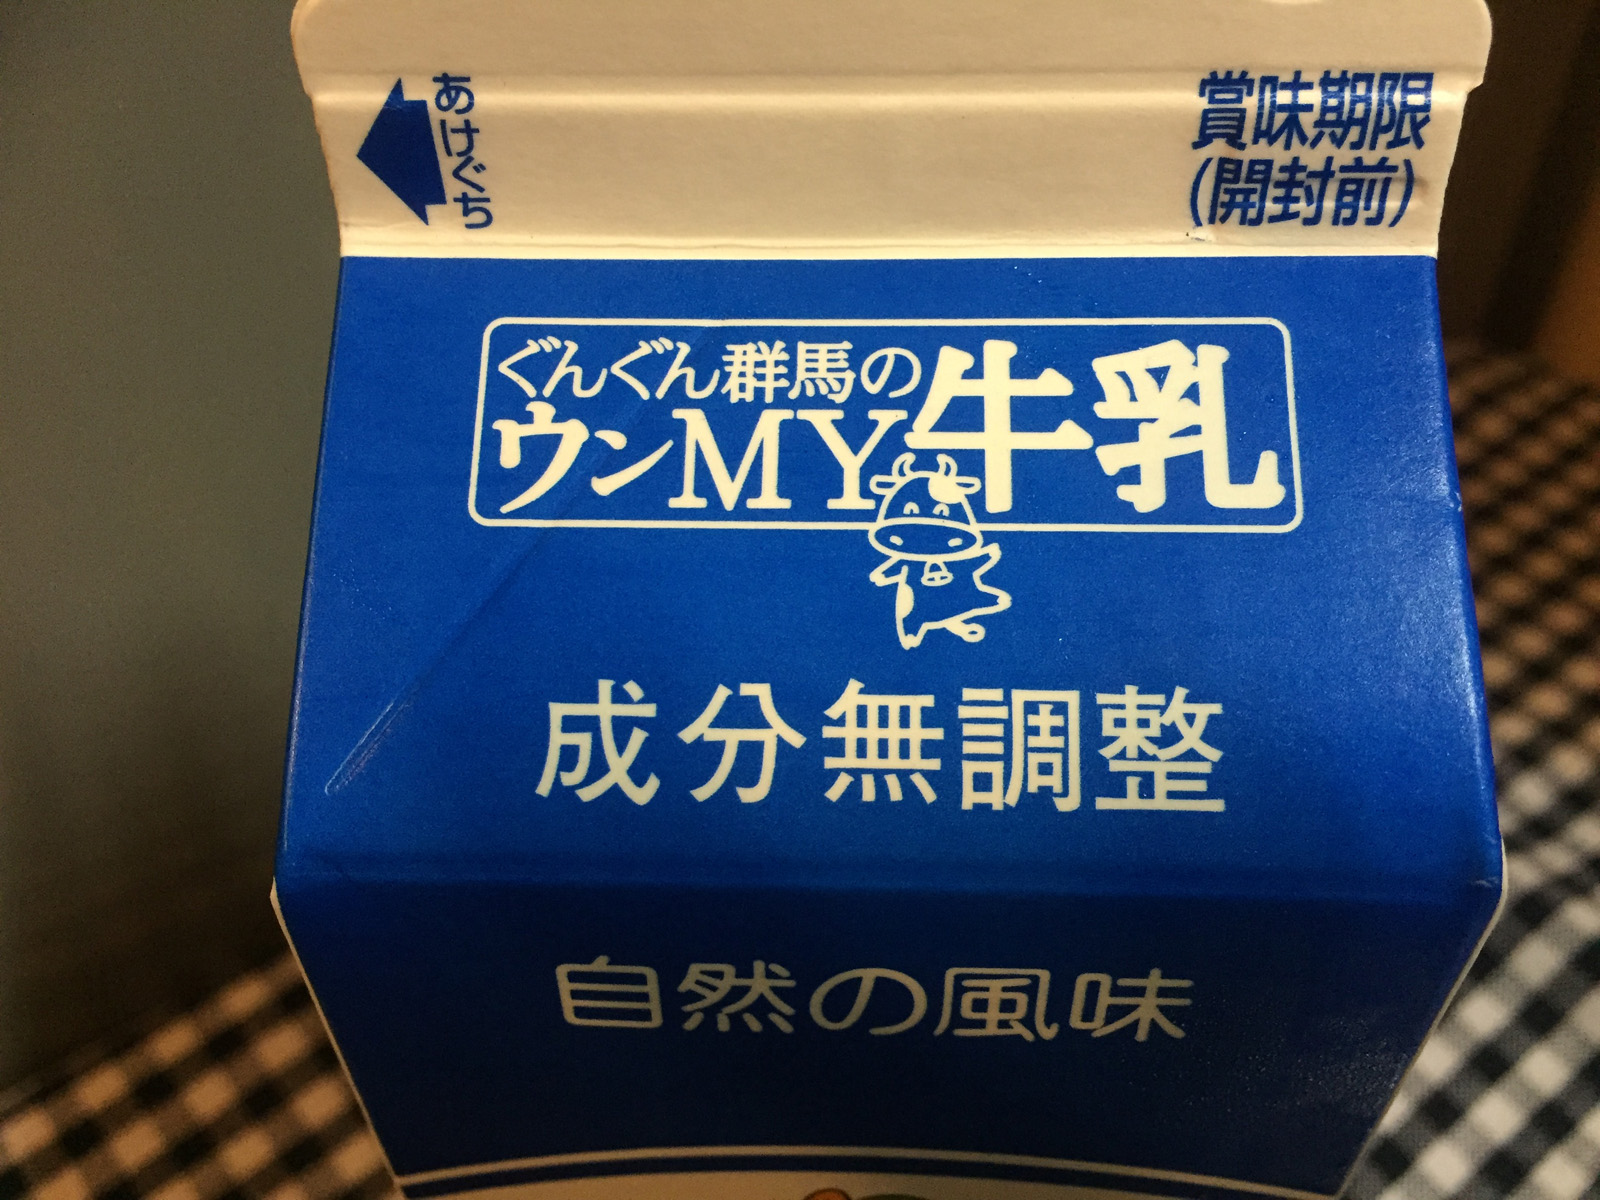 あけぐち
賞味期限
(開封前)
ぐんぐん群馬の
ウンMY牛乳
成分無調整
自然の風味